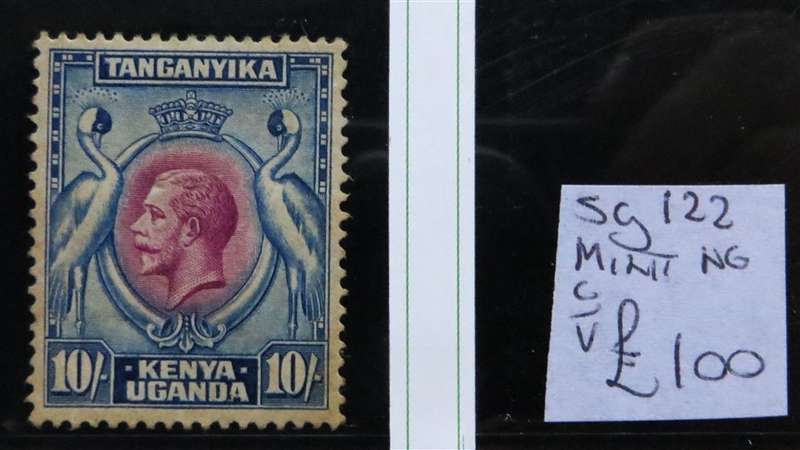 TANGANYIKA
10/- ·KENYA· 10/-
UGANDA
SG 122
MINT NG
C
V £100